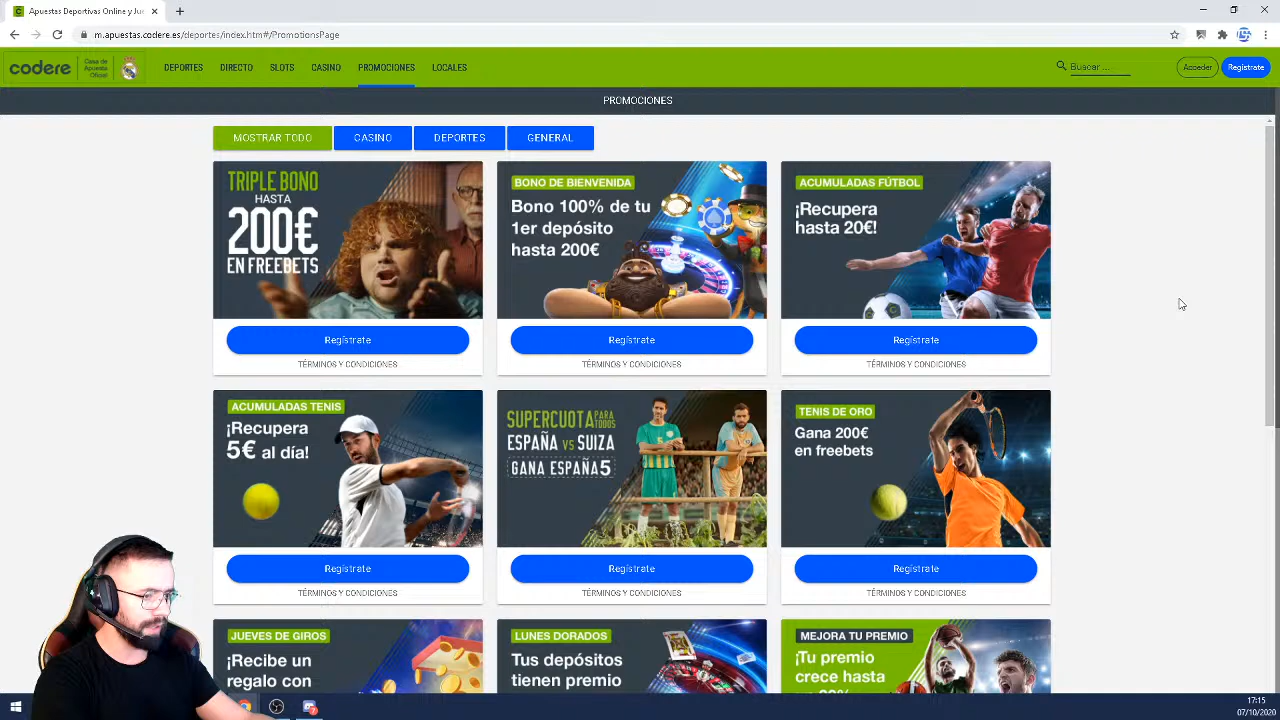 Apuestas Deportivas Online y Ju
m.apuestas.codere.es/deportes/index.htm#/PromotionsPage
codere
Casa de
Apuesta
Oficial
DEPORTES
DIRECTO
SLOTS
CASINO
PROMOCIONES
LOCALES
Buscar ...
Acceder
Regístrate
PROMOCIONES
MOSTRAR TODO
CASINO
DEPORTES
GENERAL
TRIPLE BONO
HASTA
200€
EN FREEBETS
Regístrate
TÉRMINOS Y CONDICIONES
BONO DE BIENVENIDA
Bono 100% de tu
1er depósito
hasta 200€
Regístrate
TÉRMINOS Y CONDICIONES
ACUMULADAS FÚTBOL
¡Recupera
hasta 20€!
Regístrate
TÉRMINOS Y CONDICIONES
ACUMULADAS TENIS
¡Recupera
5€ al día!
Regístrate
TÉRMINOS Y CONDICIONES
SUPERCUOTA PARA TODOS
ESPAÑA VS SUIZA
GANA ESPAÑA 5
Regístrate
TÉRMINOS Y CONDICIONES
TENIS DE ORO
Gana 200€
en freebets
Regístrate
TÉRMINOS Y CONDICIONES
JUEVES DE GIROS
¡Recibe un
regalo con
LUNES DORADOS
Tus depósitos
tienen premio
MEJORA TU PREMIO
¡Tu premio
crece hasta
17:15
07/10/2020